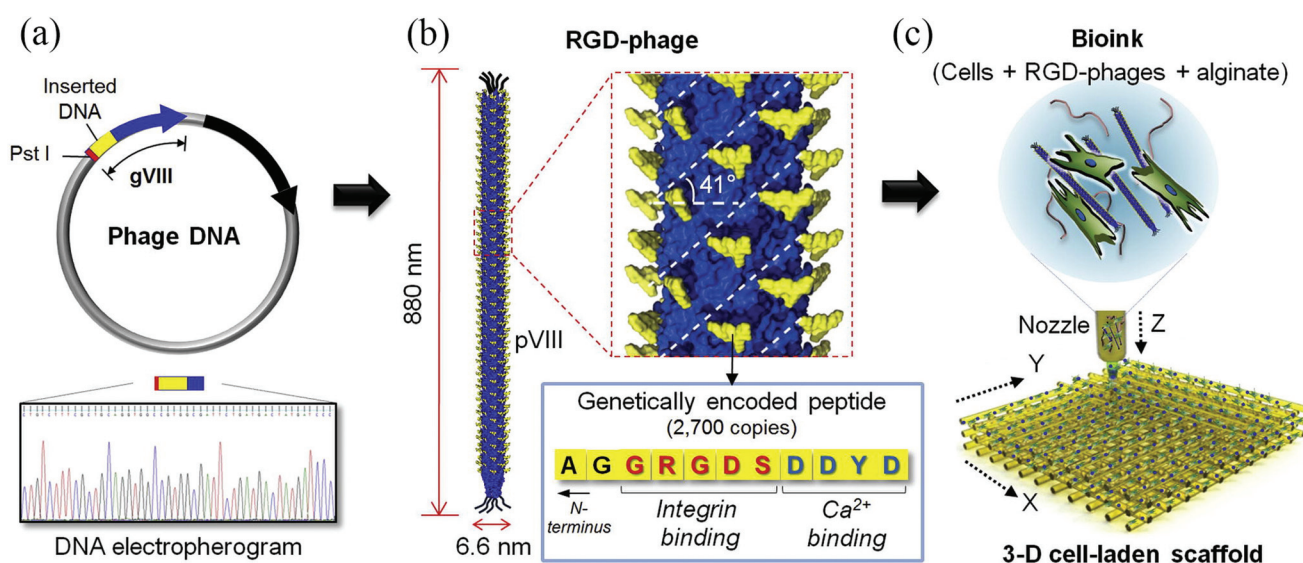 (a)
Inserted
DNA
Pst I
gVIII
Phage DNA
DNA electropherogram
(b)
RGD-phage
880 nm
41°
pVIII
6.6 nm
Genetically encoded peptide
(2,700 copies)
A G G R G D S D D Y D
N-
terminus
Integrin
binding
Ca²⁺
binding
(c)
Bioink
(Cells + RGD-phages + alginate)
Nozzle
Z
Y
X
3-D cell-laden scaffold